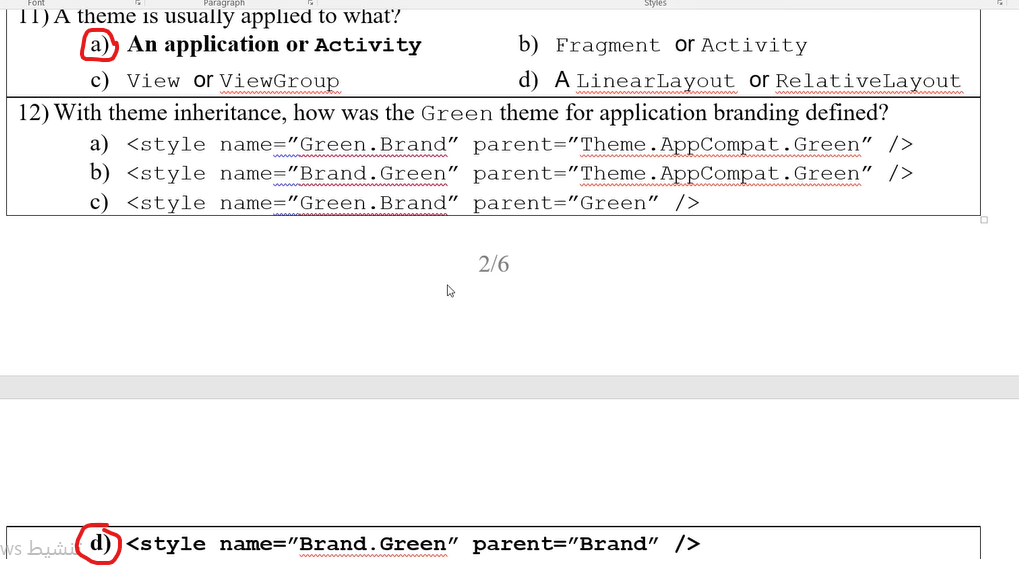 Font Paragraph Styles
11) A theme is usually applied to what?
a) An application or Activity b) Fragment or Activity
c) View or ViewGroup d) A LinearLayout or RelativeLayout
12) With theme inheritance, how was the Green theme for application branding defined?
a) <style name=”Green.Brand” parent=”Theme.AppCompat.Green” />
b) <style name=”Brand.Green” parent=”Theme.AppCompat.Green” />
c) <style name=”Green.Brand” parent=”Green” />
2/6
d) <style name=”Brand.Green” parent=”Brand” />
تنشيط ws